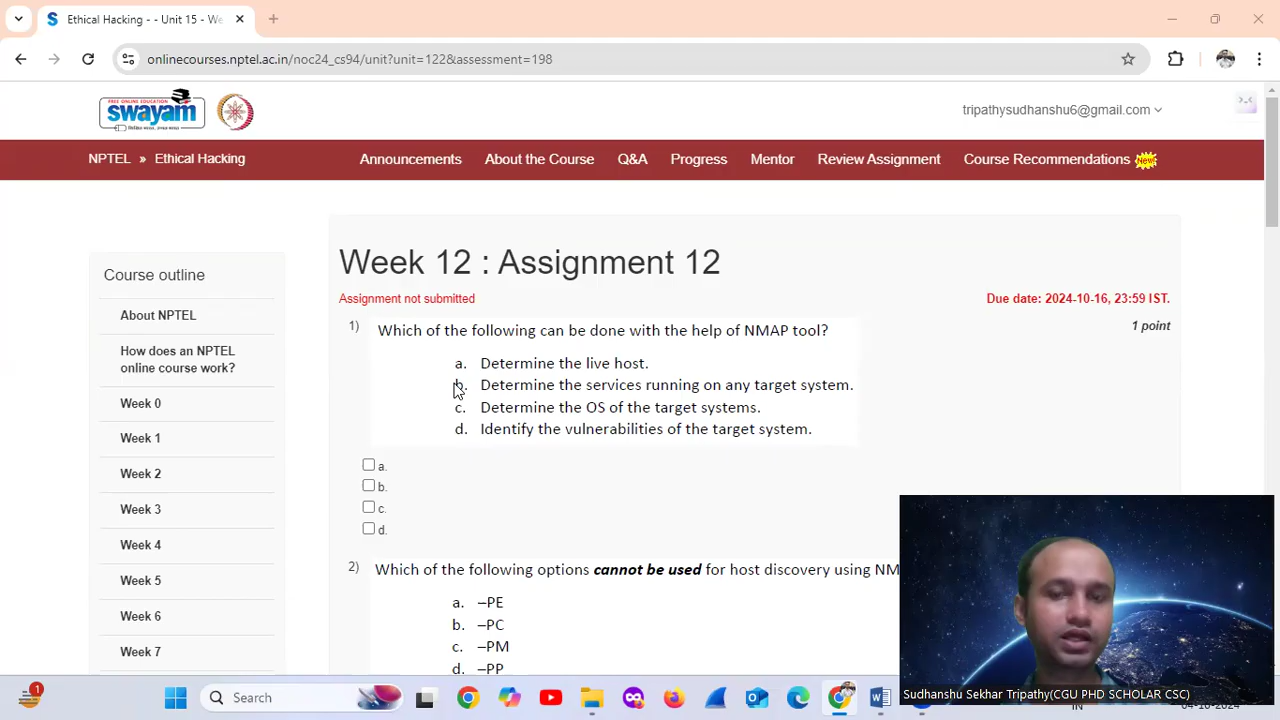 Ethical Hacking - - Unit 15 - We
onlinecourses.nptel.ac.in/noc24_cs94/unit?unit=122&assessment=198
FREE ONLINE EDUCATION
swayam
tripathysudhanshu6@gmail.com
NPTEL » Ethical Hacking
Announcements About the Course Q&A Progress Mentor Review Assignment Course Recommendations
Course outline
About NPTEL
How does an NPTEL
online course work?
Week 0
Week 1
Week 2
Week 3
Week 4
Week 5
Week 6
Week 7
Week 12 : Assignment 12
Assignment not submitted Due date: 2024-10-16, 23:59 IST.
1) Which of the following can be done with the help of NMAP tool? 1 point
a. Determine the live host.
b. Determine the services running on any target system.
c. Determine the OS of the target systems.
d. Identify the vulnerabilities of the target system.
a.
b.
c.
d.
2) Which of the following options cannot be used for host discovery using NM
a. –PE
b. –PC
c. –PM
d. –PP
Sudhanshu Sekhar Tripathy(CGU PHD SCHOLAR CSC)
1
Search
IN